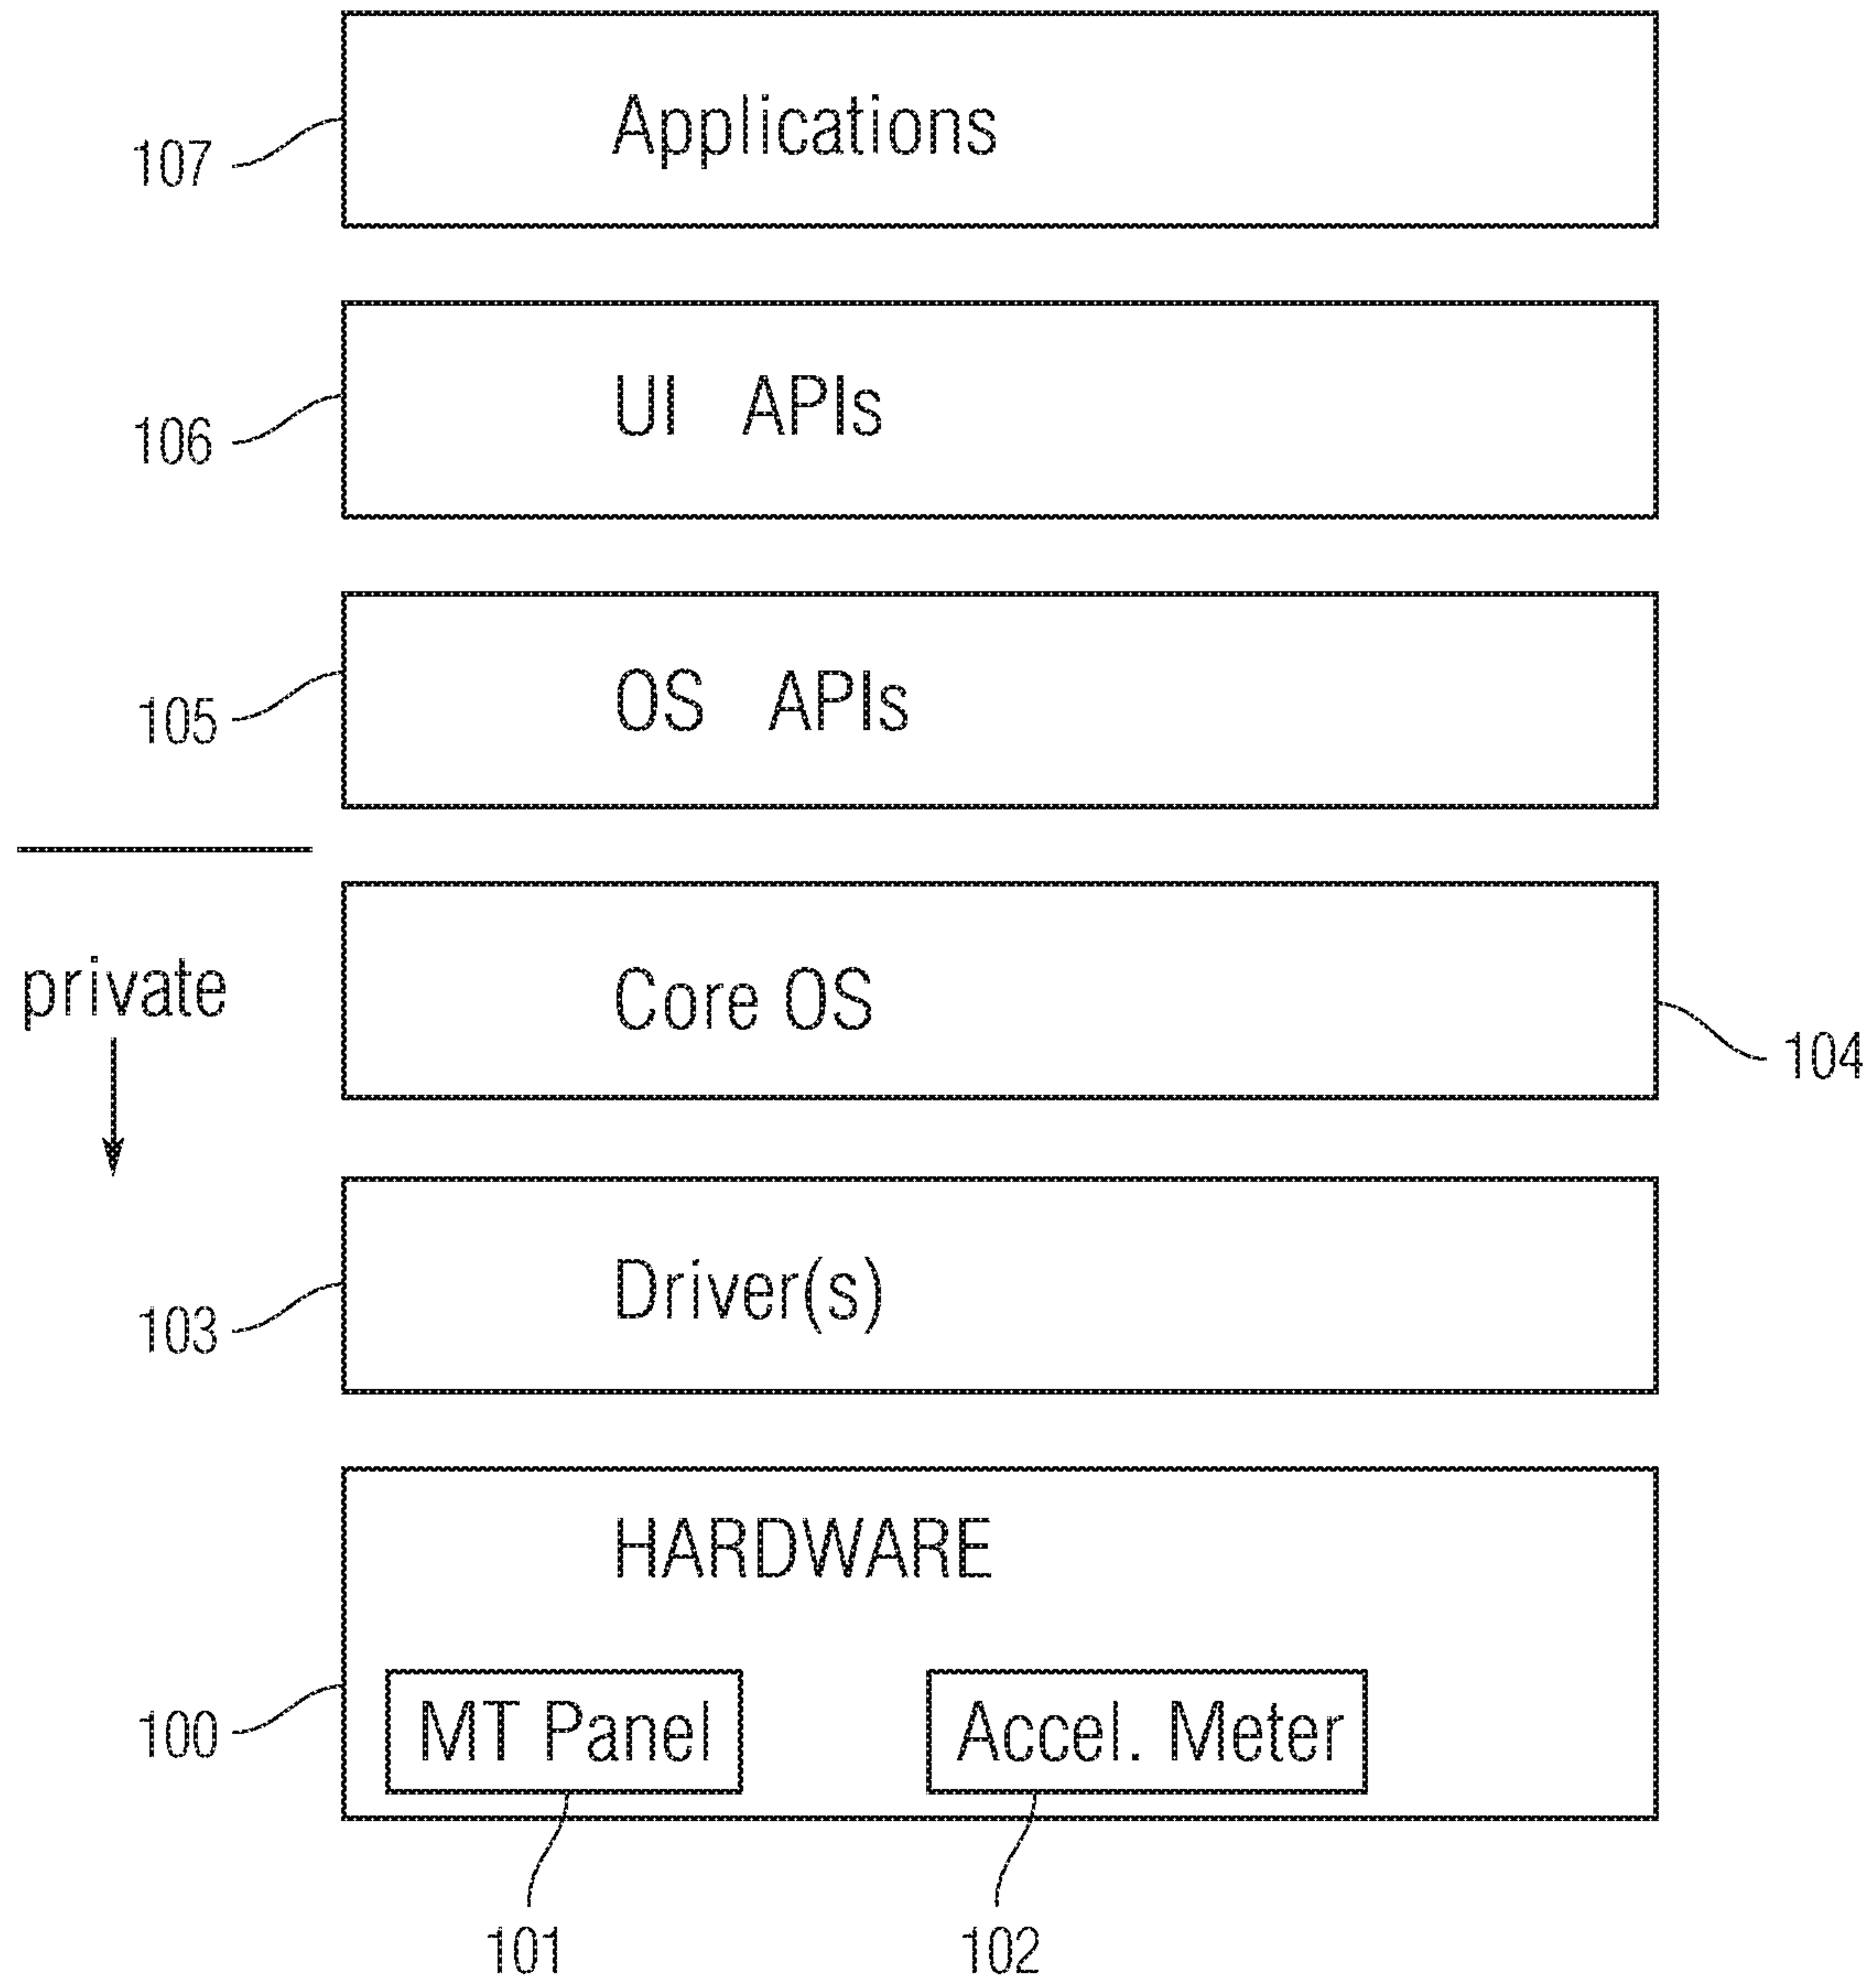 Applications
107
UI APIs
106
OS APIs
105
private
Core OS
104
Driver(s)
103
HARDWARE
100
MT Panel
Accel. Meter
101
102